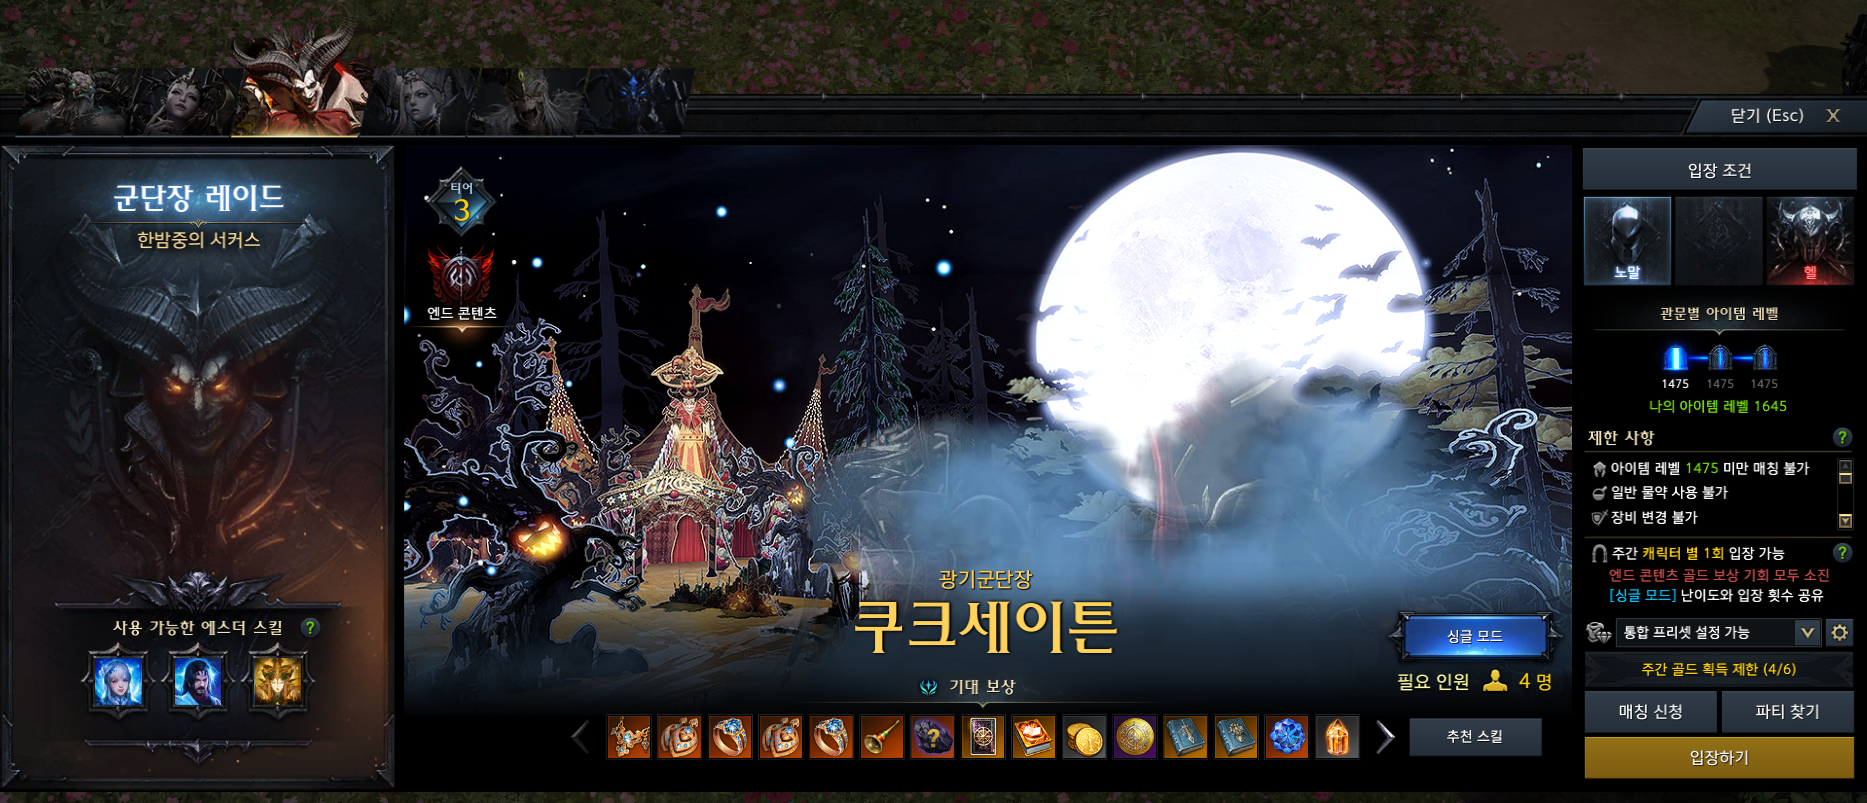 닫기 (Esc) X
군단장 레이드
한밤중의 서커스
사용 가능한 에스더 스킬 ?
티어
3
엔드 콘텐츠
CIRCUS
광기군단장
쿠크세이튼
기대 보상
싱글 모드
필요 인원 4 명
추천 스킬
입장 조건
노말
헬
관문별 아이템 레벨
1475 1475 1475
나의 아이템 레벨 1645
제한 사항 ?
아이템 레벨 1475 미만 매칭 불가
일반 물약 사용 불가
장비 변경 불가
주간 캐릭터 별 1회 입장 가능 ?
엔드 콘텐츠 골드 보상 기회 모두 소진
[싱글 모드] 난이도와 입장 횟수 공유
통합 프리셋 설정 가능
주간 골드 획득 제한 (4/6)
매칭 신청
파티 찾기
입장하기